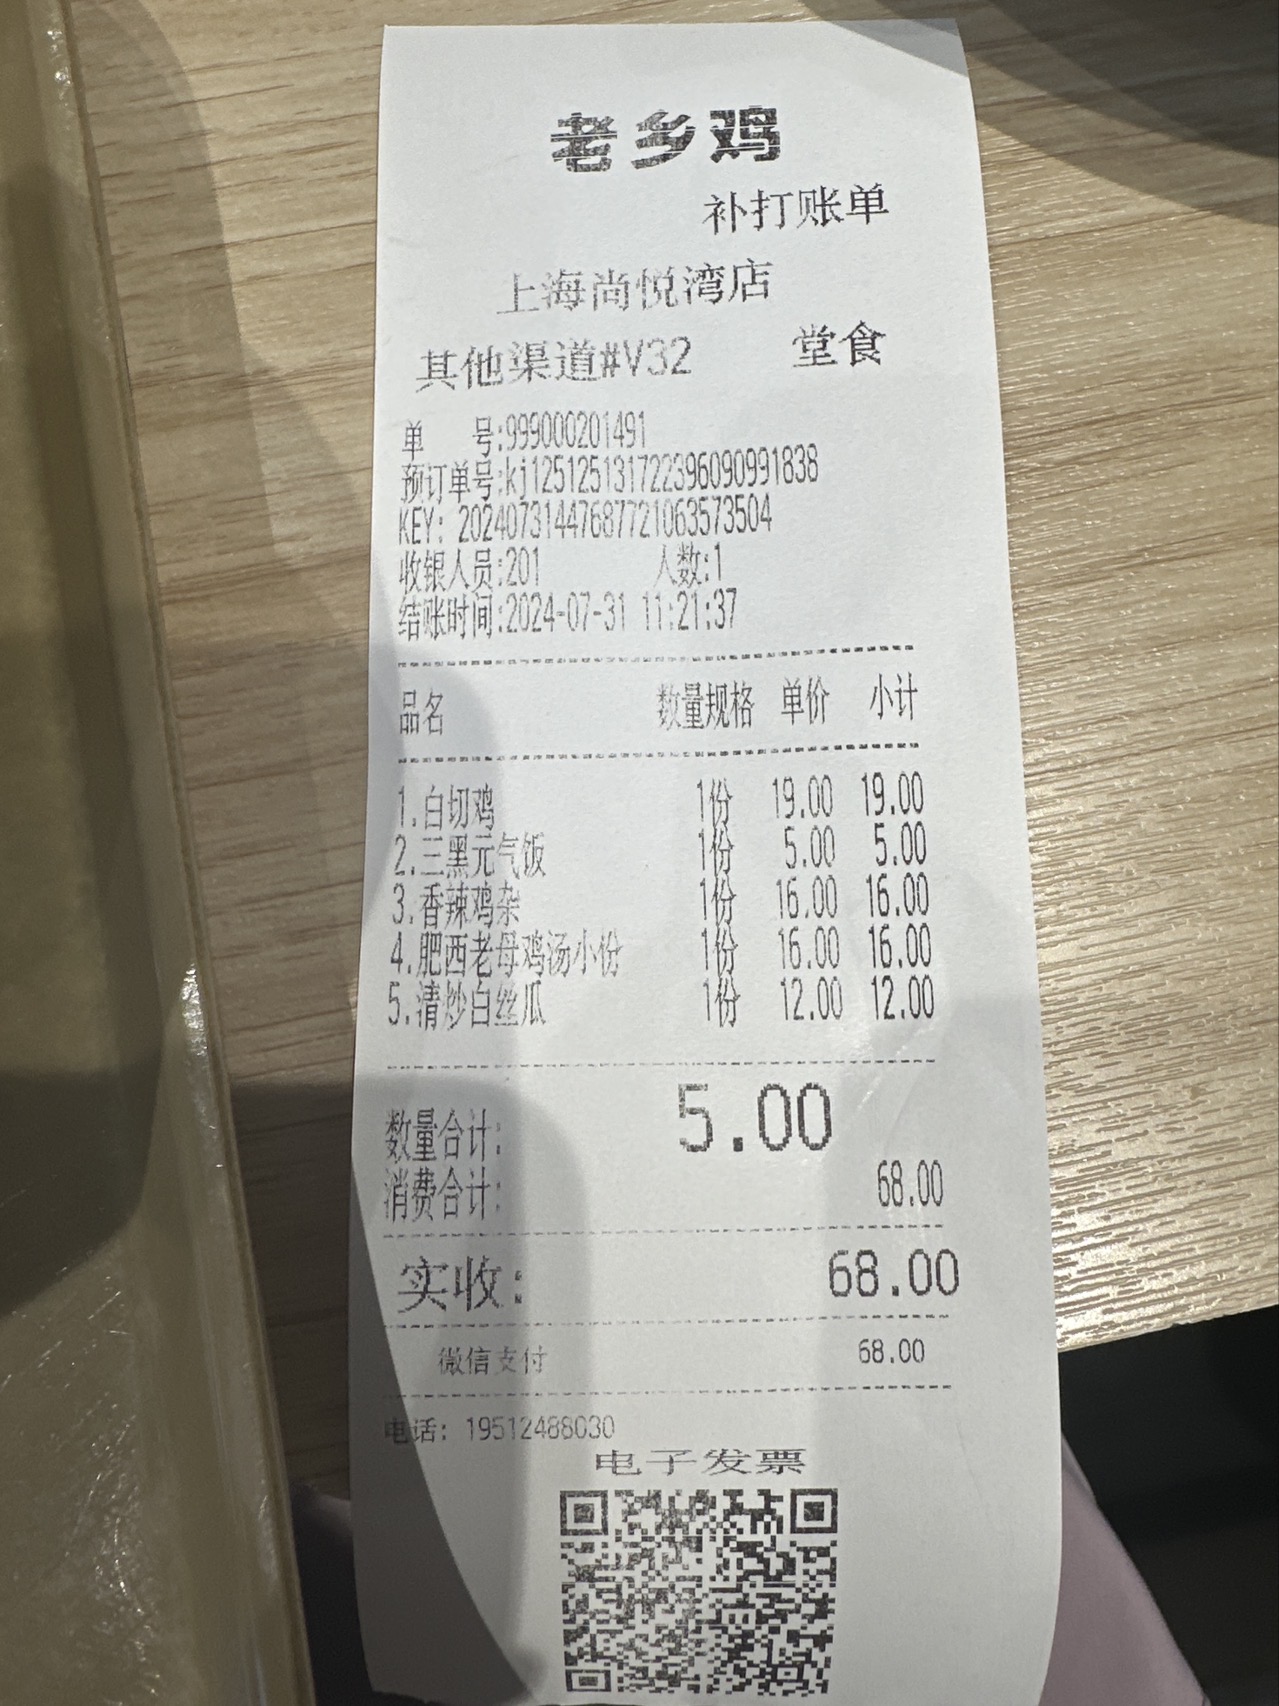 老乡鸡
补打账单
上海尚悦湾店
其他渠道#V32 堂食
单 号:999000201491
预订单号:kj1251251317223960909918​38
KEY: 20240731447687721063573504
收银人员:201 人数:1
结账时间:2024-07-31 11:21:37
品名 数量规格 单价 小计
1.白切鸡 1份 19.00 19.00
2.三黑元气饭 1份 5.00 5.00
3.香辣鸡杂 1份 16.00 16.00
4.肥西老母鸡汤小份 1份 16.00 16.00
5.清炒白丝瓜 1份 12.00 12.00
数量合计: 5.00
消费合计: 68.00
实收: 68.00
微信支付 68.00
电话: 19512488030
电子发票